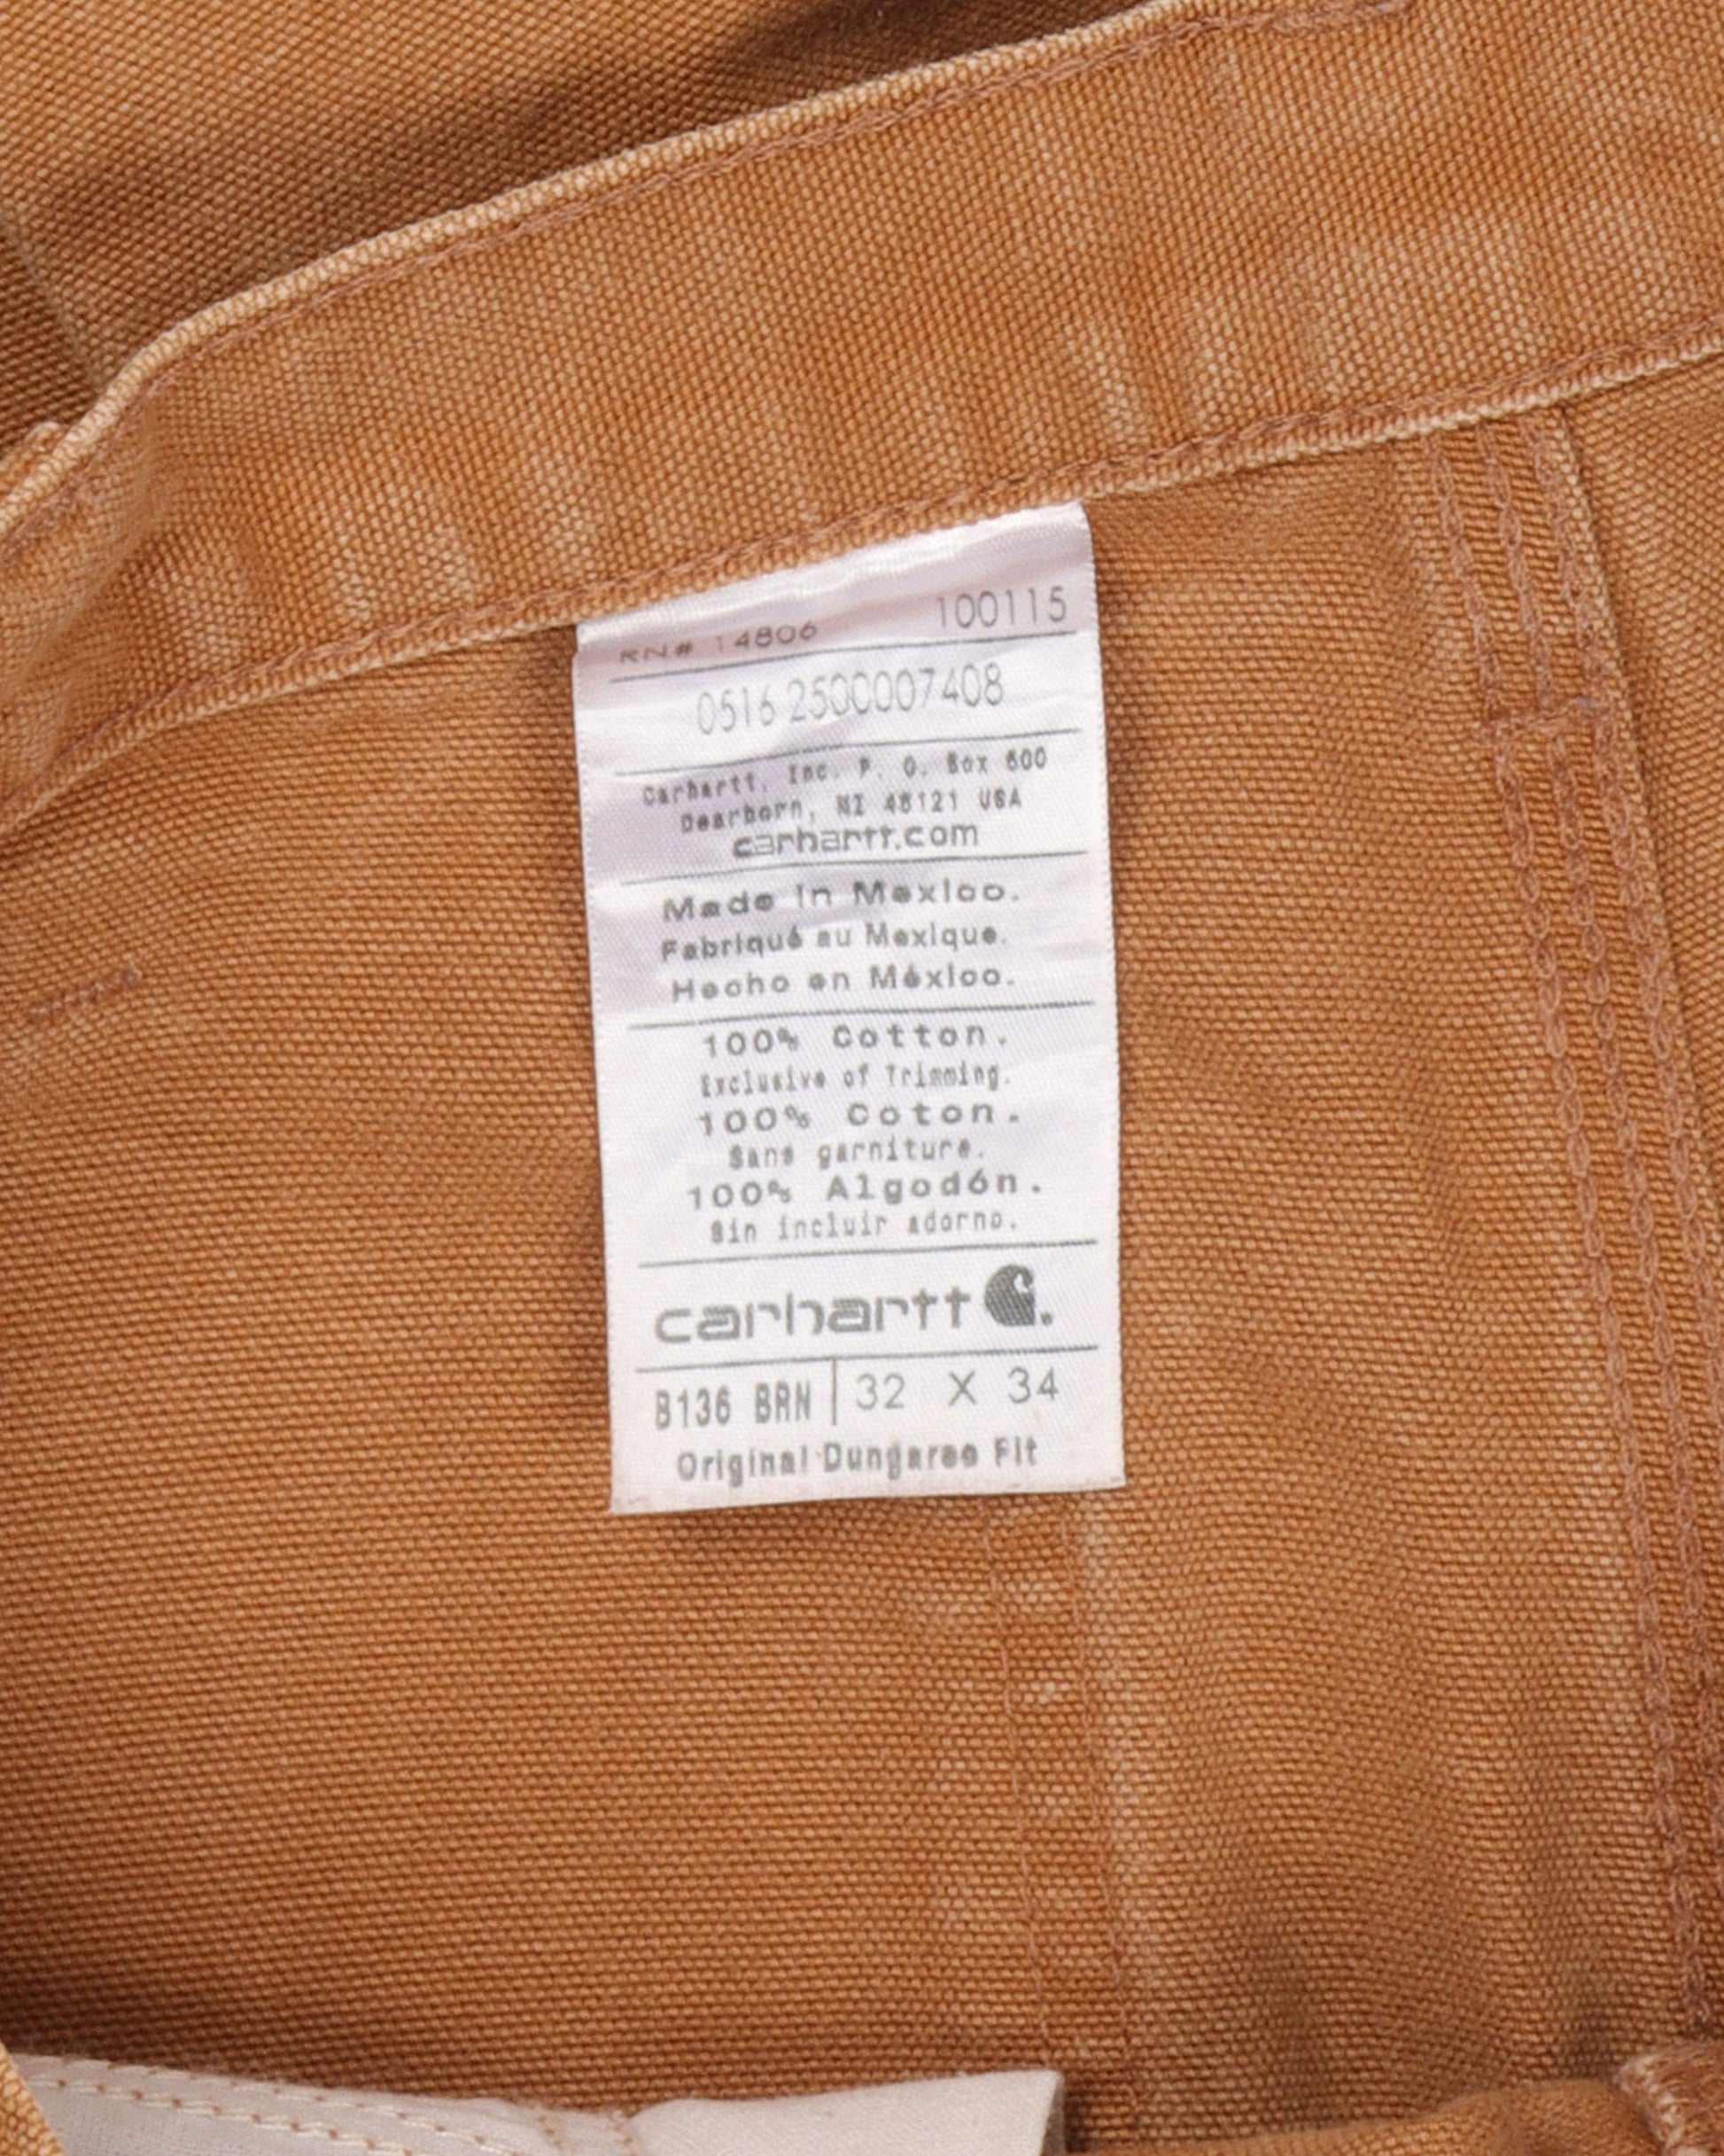 RN# 14806 100115
0516 2500007408
Carhartt, Inc. P. O. Box 600
Dearborn, MI 48121 USA
carhartt.com
Made in Mexico.
Fabriqué au Mexique.
Hecho en México.
100% Cotton.
Exclusive of Trimming.
100% Coton.
Sans garniture.
100% Algodón.
Sin incluir adorno.
carhartt
B136 BRN 32 X 34
Original Dungaree Fit